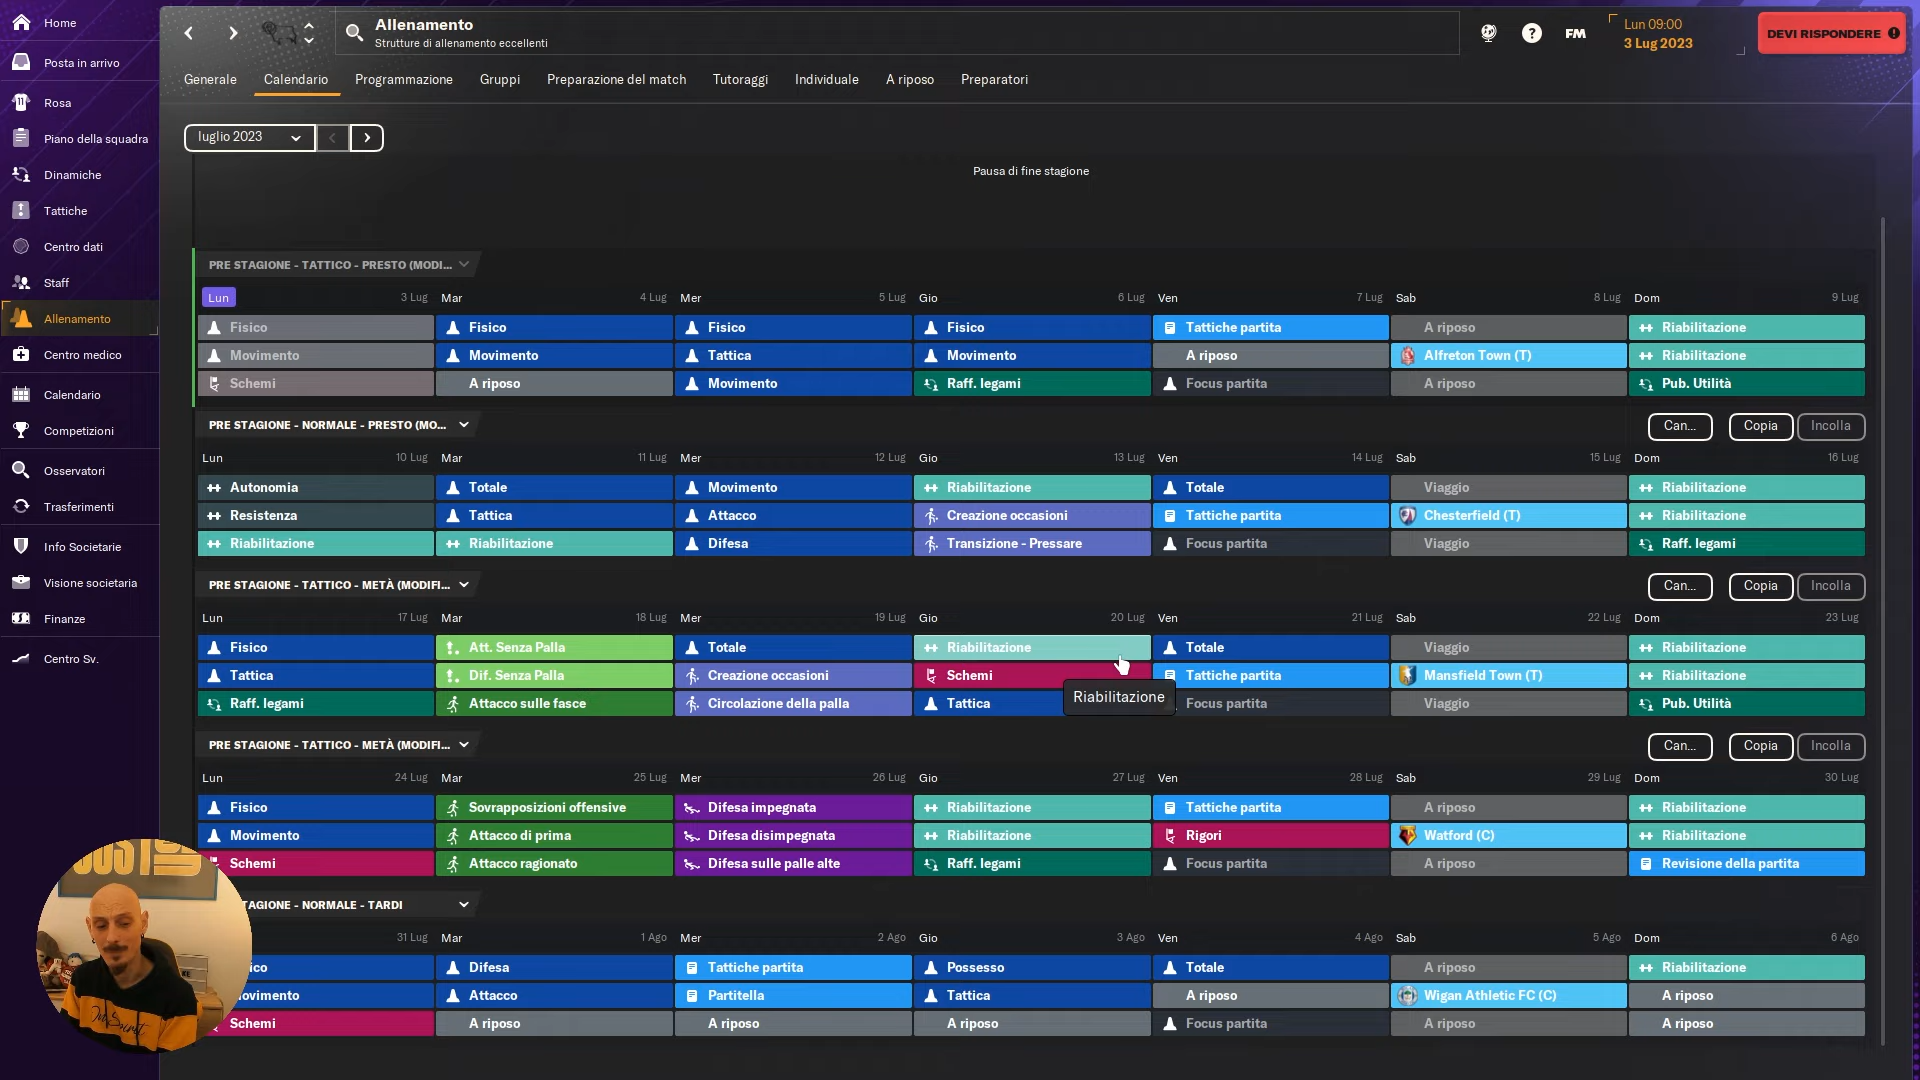 Home
Posta in arrivo
Rosa
Piano della squadra
Dinamiche
Tattiche
Centro dati
Staff
Allenamento
Centro medico
Calendario
Competizioni
Osservatori
Trasferimenti
Info Societarie
Visione societaria
Finanze
Centro Sv.
Allenamento
Strutture di allenamento eccellenti
FM
Lun 09:00
3 Lug 2023
DEVI RISPONDERE
Generale Calendario Programmazione Gruppi Preparazione del match Tutoraggi Individuale A riposo Preparatori
luglio 2023
Pausa di fine stagione
PRE STAGIONE - TATTICO - PRESTO (MODI...
Lun 3 Lug Mar 4 Lug Mer 5 Lug Gio 6 Lug Ven 7 Lug Sab 8 Lug Dom 9 Lug
Fisico Fisico Fisico Fisico Tattiche partita A riposo Riabilitazione
Movimento Movimento Tattica Movimento A riposo Alfreton Town (T) Riabilitazione
Schemi A riposo Movimento Raff. legami Focus partita A riposo Pub. Utilità
PRE STAGIONE - NORMALE - PRESTO (MO... Can... Copia Incolla
Lun 10 Lug Mar 11 Lug Mer 12 Lug Gio 13 Lug Ven 14 Lug Sab 15 Lug Dom 16 Lug
Autonomia Totale Movimento Riabilitazione Totale Viaggio Riabilitazione
Resistenza Tattica Attacco Creazione occasioni Tattiche partita Chesterfield (T) Riabilitazione
Riabilitazione Riabilitazione Difesa Transizione - Pressare Focus partita Viaggio Raff. legami
PRE STAGIONE - TATTICO - METÀ (MODIFI... Can... Copia Incolla
Lun 17 Lug Mar 18 Lug Mer 19 Lug Gio 20 Lug Ven 21 Lug Sab 22 Lug Dom 23 Lug
Fisico Att. Senza Palla Totale Riabilitazione Totale Viaggio Riabilitazione
Tattica Dif. Senza Palla Creazione occasioni Schemi Tattiche partita Mansfield Town (T) Riabilitazione
Raff. legami Attacco sulle fasce Circolazione della palla Tattica Focus partita Viaggio Pub. Utilità
Riabilitazione
PRE STAGIONE - TATTICO - METÀ (MODIFI... Can... Copia Incolla
Lun 24 Lug Mar 25 Lug Mer 26 Lug Gio 27 Lug Ven 28 Lug Sab 29 Lug Dom 30 Lug
Fisico Sovrapposizioni offensive Difesa impegnata Riabilitazione Tattiche partita A riposo Riabilitazione
Movimento Attacco di prima Difesa disimpegnata Riabilitazione Rigori Watford (C) Riabilitazione
Schemi Attacco ragionato Difesa sulle palle alte Raff. legami Focus partita A riposo Revisione della partita
TAGIONE - NORMALE - TARDI
31 Lug Mar 1 Ago Mer 2 Ago Gio 3 Ago Ven 4 Ago Sab 5 Ago Dom 6 Ago
ico Difesa Tattiche partita Possesso Totale A riposo Riabilitazione
ovimento Attacco Partitella Tattica A riposo Wigan Athletic FC (C) A riposo
Schemi A riposo A riposo A riposo Focus partita A riposo A riposo